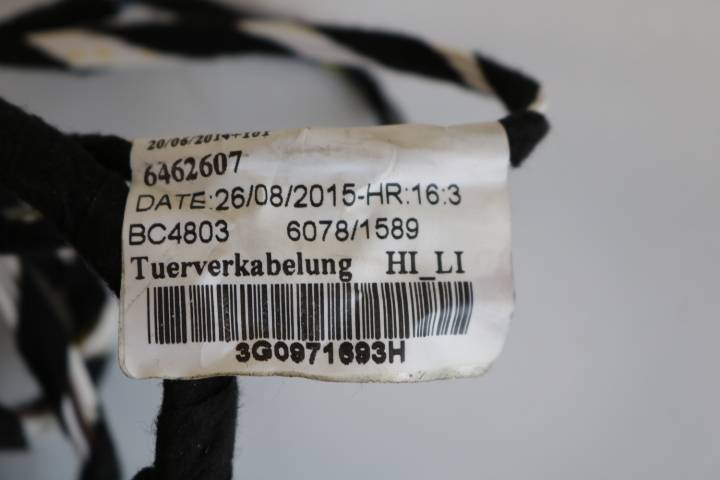 20/06/2014+101
6462607
DATE:26/08/2015-HR:16:3
BC4803 6078/1589
Tuerverkabelung HI_LI
3G0971693H